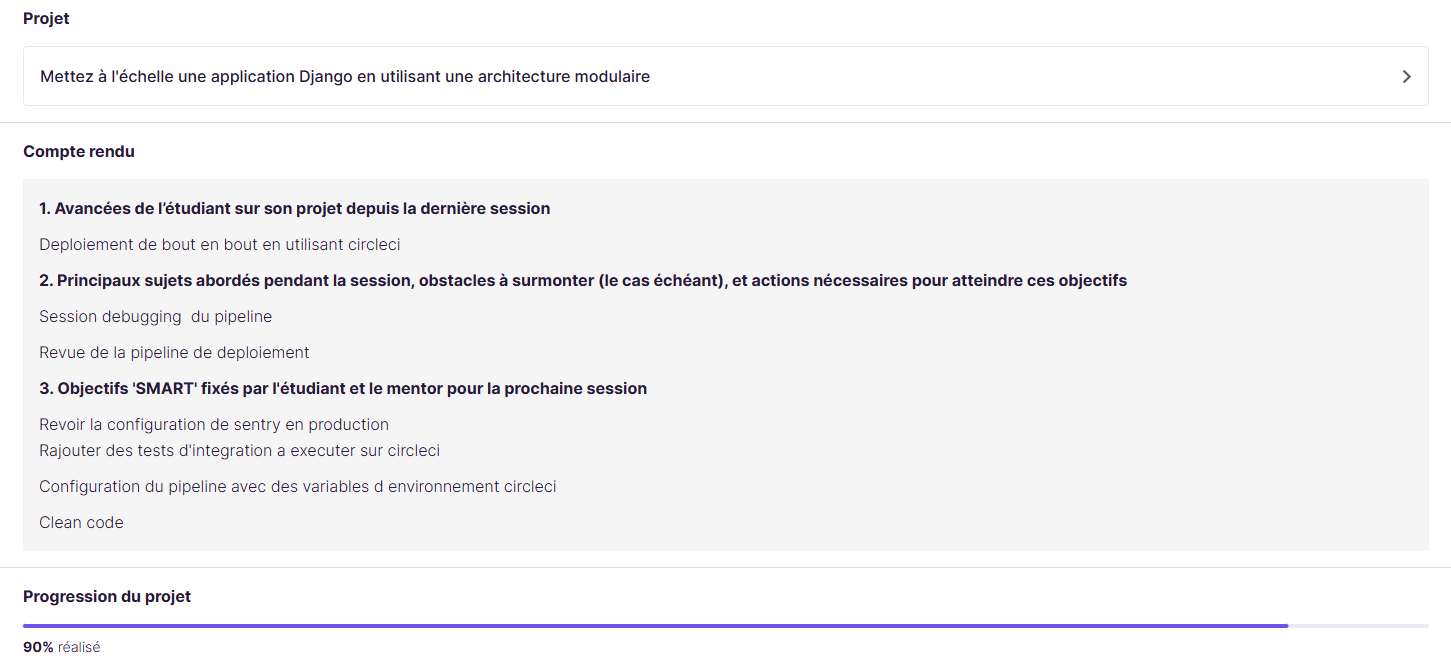 Projet
Mettez à l'échelle une application Django en utilisant une architecture modulaire
Compte rendu
1. Avancées de l’étudiant sur son projet depuis la dernière session
Deploiement de bout en bout en utilisant circleci
2. Principaux sujets abordés pendant la session, obstacles à surmonter (le cas échéant), et actions nécessaires pour atteindre ces objectifs
Session debugging  du pipeline
Revue de la pipeline de deploiement
3. Objectifs 'SMART' fixés par l'étudiant et le mentor pour la prochaine session
Revoir la configuration de sentry en production
Rajouter des tests d'integration a executer sur circleci
Configuration du pipeline avec des variables d environnement circleci
Clean code
Progression du projet
90% réalisé